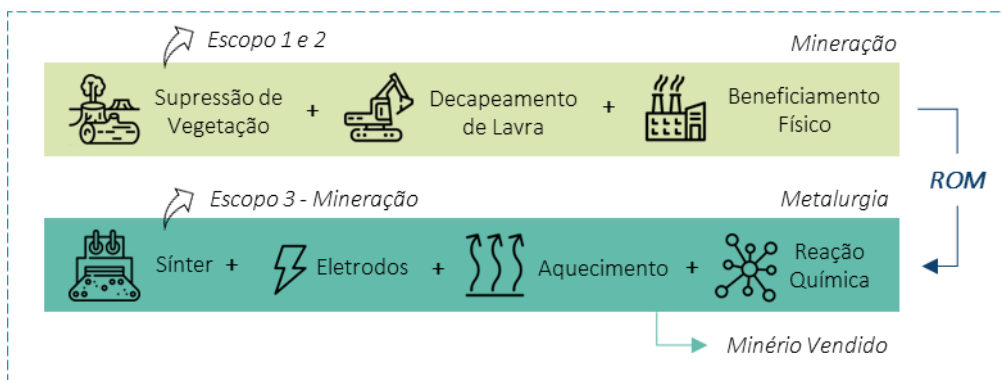 Escopo 1 e 2
Mineração
Supressão de
Vegetação
+
Decapeamento
de Lavra
+
Beneficiamento
Físico
ROM
Escopo 3 - Mineração
Metalurgia
Sínter +
Eletrodos
+
Aquecimento
+
Reação
Química
Minério Vendido